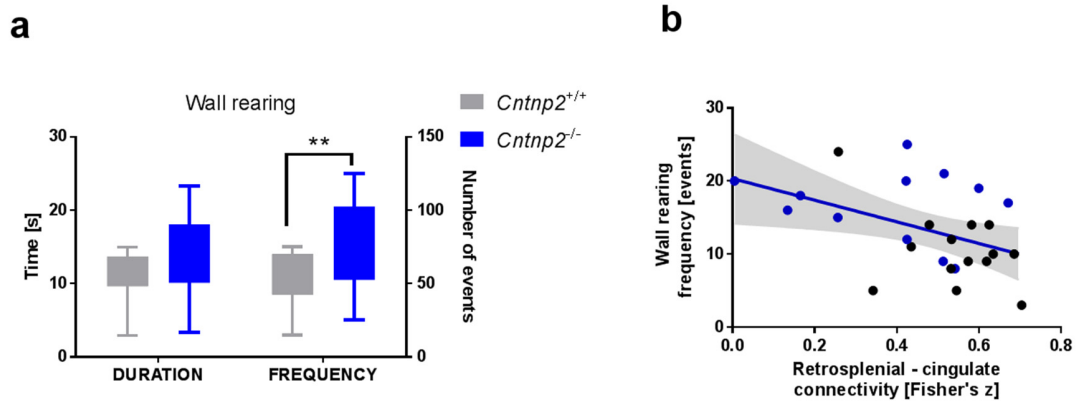 a
Wall rearing
Cntnp2+/+
Cntnp2-/-
Time [s]
30
20
10
0
**
150
100
50
0
Number of events
DURATION
FREQUENCY
b
Wall rearing
frequency [events]
30
20
10
0
0.0
0.2
0.4
0.6
0.8
Retrosplenial - cingulate
connectivity [Fisher's z]